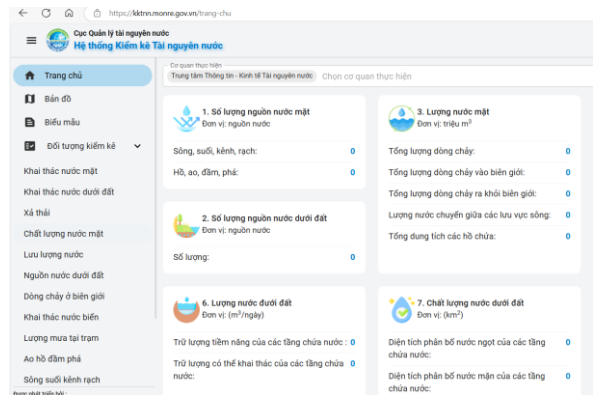 https://kktnn.monre.gov.vn/trang-chu
Cục Quản lý tài nguyên nước
Hệ thống Kiểm kê Tài nguyên nước
Trang chủ
Bản đồ
Biểu mẫu
Đối tượng kiểm kê
Khai thác nước mặt
Khai thác nước dưới đất
Xả thải
Chất lượng nước mặt
Lưu lượng nước
Nguồn nước dưới đất
Dòng chảy ở biên giới
Khai thác nước biển
Lượng mưa tại trạm
Ao hồ đầm phá
Sông suối kênh rạch
Được phát triển bởi :
Cơ quan thực hiện
Trung tâm Thông tin - Kinh tế Tài nguyên nước Chọn cơ quan thực hiện
1. Số lượng nguồn nước mặt
Đơn vị: nguồn nước
Sông, suối, kênh, rạch: 0
Hồ, ao, đầm, phá: 0
2. Số lượng nguồn nước dưới đất
Đơn vị: nguồn nước
Số lượng: 0
3. Lượng nước mặt
Đơn vị: triệu m³
Tổng lượng dòng chảy: 0
Tổng lượng dòng chảy vào biên giới: 0
Tổng lượng dòng chảy ra khỏi biên giới: 0
Lượng nước chuyển giữa các lưu vực sông: 0
Tổng dung tích các hồ chứa: 0
6. Lượng nước dưới đất
Đơn vị: (m³/ngày)
Trữ lượng tiềm năng của các tầng chứa nước : 0
Trữ lượng có thể khai thác của các tầng chứa 0
nước:
7. Chất lượng nước dưới đất
Đơn vị: (km²)
Diện tích phân bố nước ngọt của các tầng 0
chứa nước:
Diện tích phân bố nước mặn của các tầng 0
chứa nước: